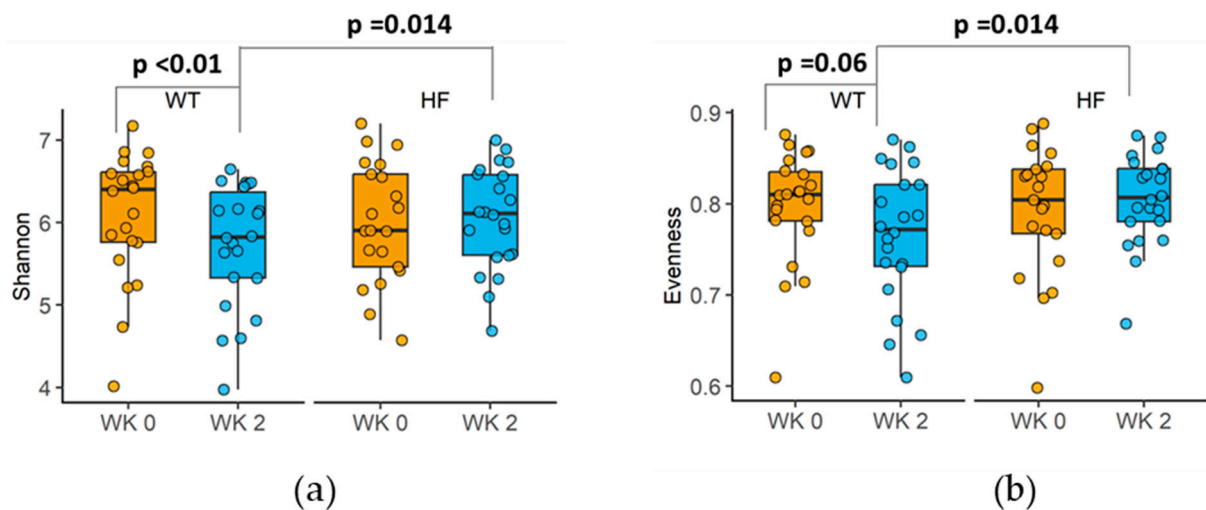 p =0.014
p <0.01
WT
HF
Shannon
7
6
5
4
WK 0
WK 2
WK 0
WK 2
(a)
p =0.014
p =0.06
WT
HF
Evenness
0.9
0.8
0.7
0.6
WK 0
WK 2
WK 0
WK 2
(b)